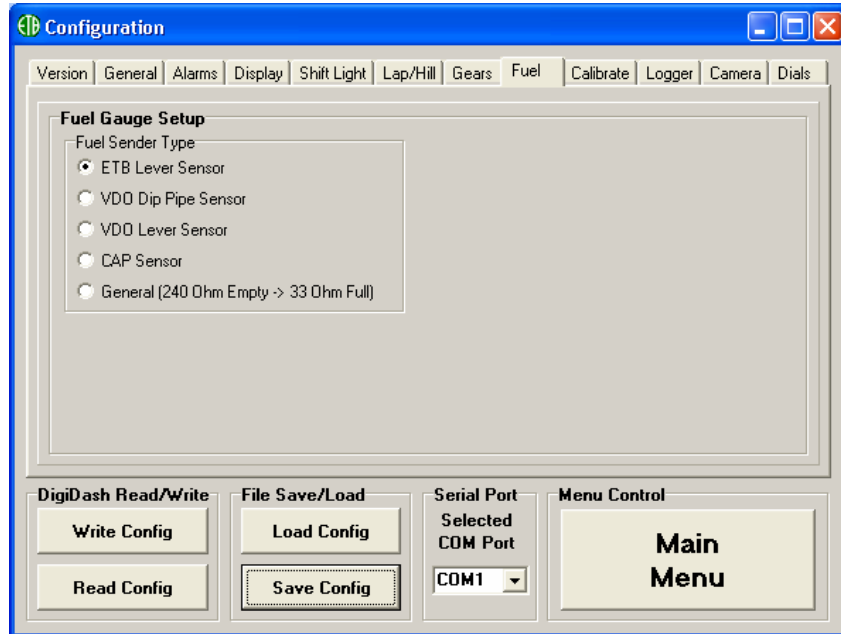 ETB Configuration
Version General Alarms Display Shift Light Lap/Hill Gears Fuel Calibrate Logger Camera Dials
Fuel Gauge Setup
Fuel Sender Type
ETB Lever Sensor
VDO Dip Pipe Sensor
VDO Lever Sensor
CAP Sensor
General (240 Ohm Empty -> 33 Ohm Full)
DigiDash Read/Write
Write Config
Read Config
File Save/Load
Load Config
Save Config
Serial Port
Selected
COM Port
COM1
Menu Control
Main
Menu